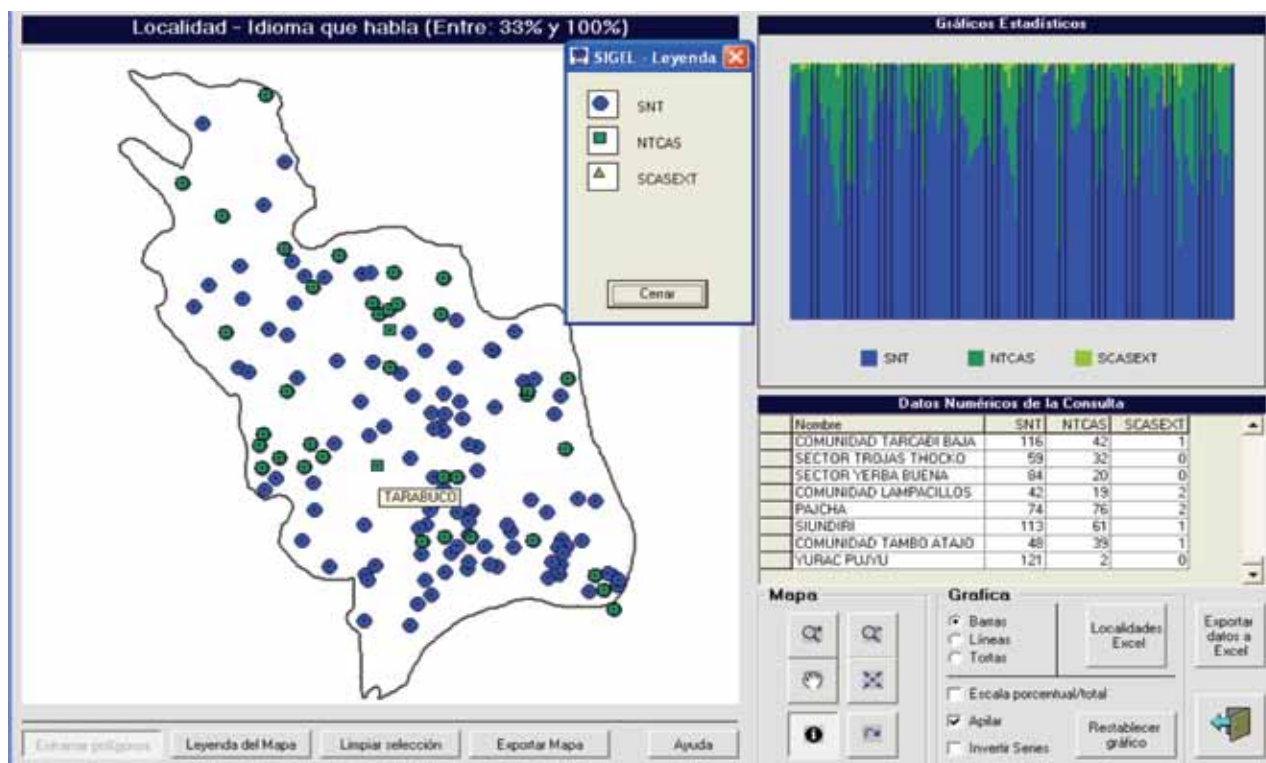 Localidad - Idioma que habla (Entre: 33% y 100%)
SIGEL - Leyenda
SNT
NTCAS
SCASEXT
Cerrar
TARABUCO
Gráficos Estadísticos
SNT NTCAS SCASEXT
Datos Numéricos de la Consulta
Nombre SNT NTCAS SCASEXT
COMUNIDAD TARCABI BAJA 116 42 1
SECTOR TROJAS THOCKO 59 32 0
SECTOR YERBA BUENA 84 20 0
COMUNIDAD LAMPACILLOS 42 19 2
PAJCHA 74 76 2
SIUNDIRI 113 61 1
COMUNIDAD TAMBO ATAJO 48 39 1
YURAC PUJYU 121 2 0
Mapa
Grafica
Barras
Líneas
Tortas
Localidades Excel
Exportar datos a Excel
Escala porcentual/total
Apilar
Invertir Series
Restablecer gráfico
Leyenda del Mapa
Limpiar selección
Exportar Mapa
Ayuda